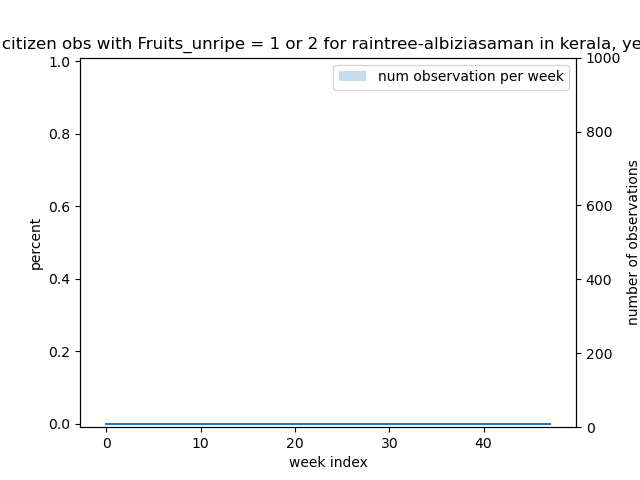 citizen obs with Fruits_unripe = 1 or 2 for raintree-albiziasaman in kerala,
num observation per week
1.0
0.8
0.6
0.4
0.2
0.0
percent
1000
800
600
400
200
0
number of observations
0 10 20 30 40
week index